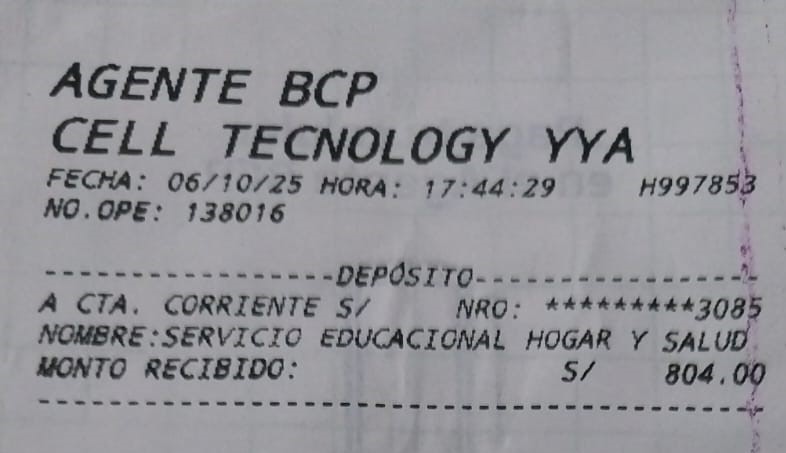 AGENTE BCP
CELL TECNOLOGY YYA
FECHA: 06/10/25 HORA: 17:44:29 H997853
NO.OPE: 138016
-----------------DEPÓSITO-----------------
A CTA. CORRIENTE S/ NRO: *********3085
NOMBRE:SERVICIO EDUCACIONAL HOGAR Y SALUD
MONTO RECIBIDO: S/ 804.00
------------------------------------------